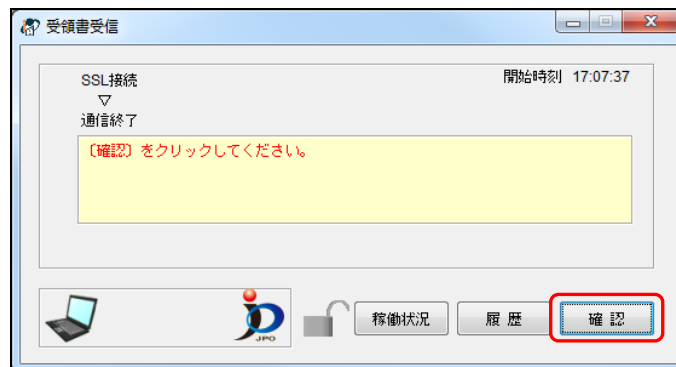 受領書受信
SSL接続
開始時刻 17:07:37
▽
通信終了
〔確認〕をクリックしてください。
JPO
稼働状況
履 歴
確 認